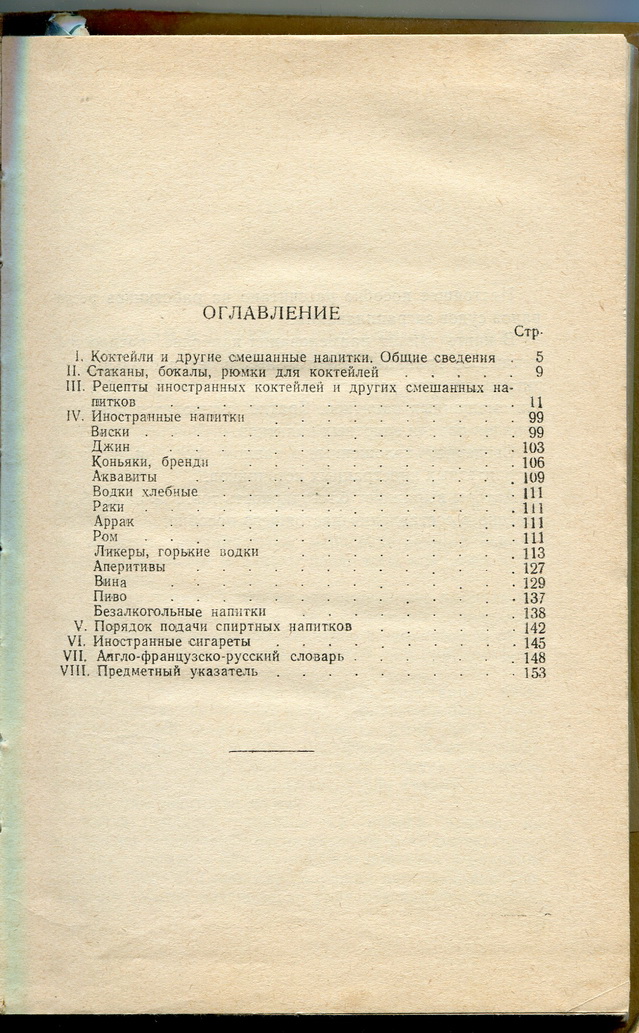 ОГЛАВЛЕНИЕ
Стр.
I. Коктейли и другие смешанные напитки. Общие сведения . 5
II. Стаканы, бокалы, рюмки для коктейлей . . . . . 9
III. Рецепты иностранных коктейлей и других смешанных на-
питков . . . . . . . . . . . . 11
IV. Иностранные напитки . . . . . . . . 99
Виски . . . . . . . . . . . . . 99
Джин . . . . . . . . . . . . 103
Коньяки, бренди . . . . . . . . . 106
Аквавиты . . . . . . . . . . . 109
Водки хлебные . . . . . . . . . . 111
Раки . . . . . . . . . . . . . 111
Аррак . . . . . . . . . . . . 111
Ром . . . . . . . . . . . . . 111
Ликеры, горькие водки . . . . . . . 113
Аперитивы . . . . . . . . . . . 127
Вина . . . . . . . . . . . . 129
Пиво . . . . . . . . . . . . 137
Безалкогольные напитки . . . . . . . 138
V. Порядок подачи спиртных напитков . . . . . 142
VI. Иностранные сигареты . . . . . . . . 145
VII. Англо-французско-русский словарь . . . . . . 148
VIII. Предметный указатель . . . . . . . . 153